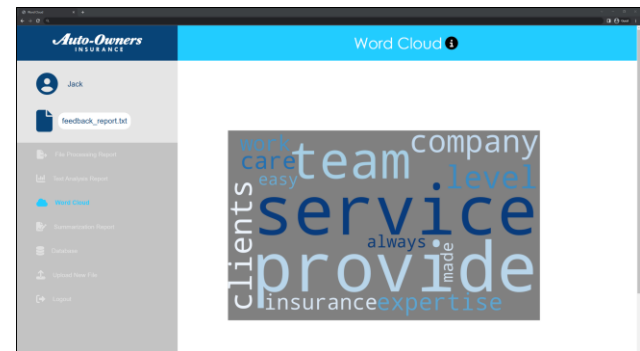 WordCloud
Auto-Owners
INSURANCE
Word Cloud
Jack
feedback_report.txt
File Processing Report
Text Analysis Report
Word Cloud
Summarization Report
Database
Upload New File
Logout
work
company
care
team
easy
level
clients
service
always
made
provide
insurance
expertise